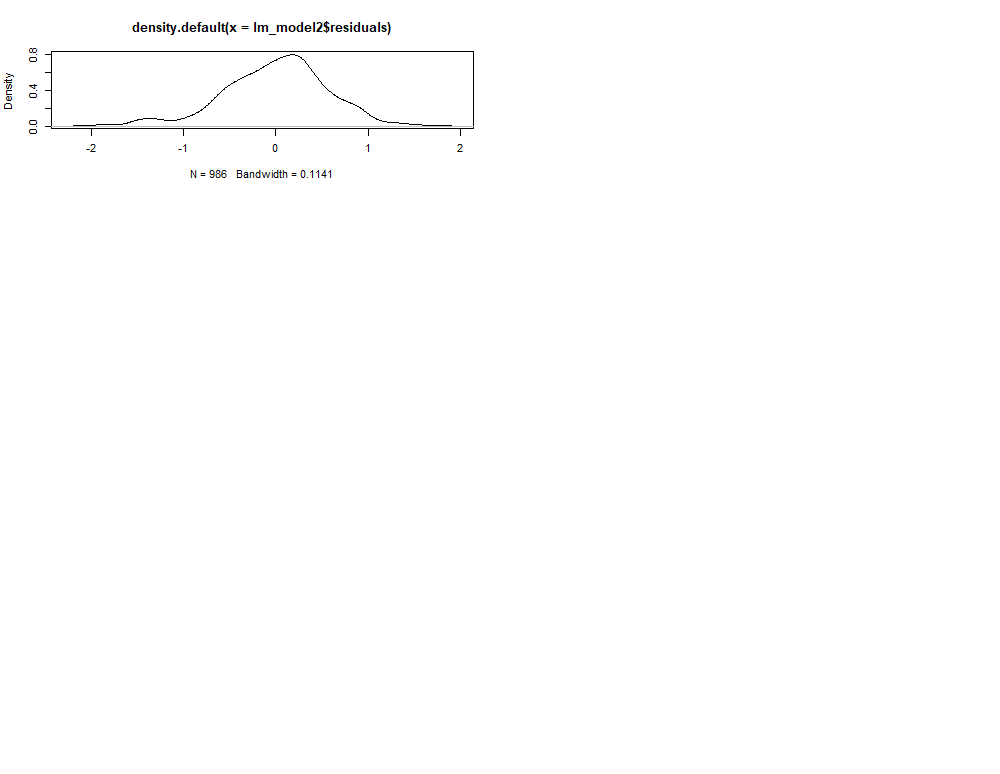 density.default(x = lm_model2$residuals)
Density
0.0 0.4 0.8
-2 -1 0 1 2
N = 986 Bandwidth = 0.1141